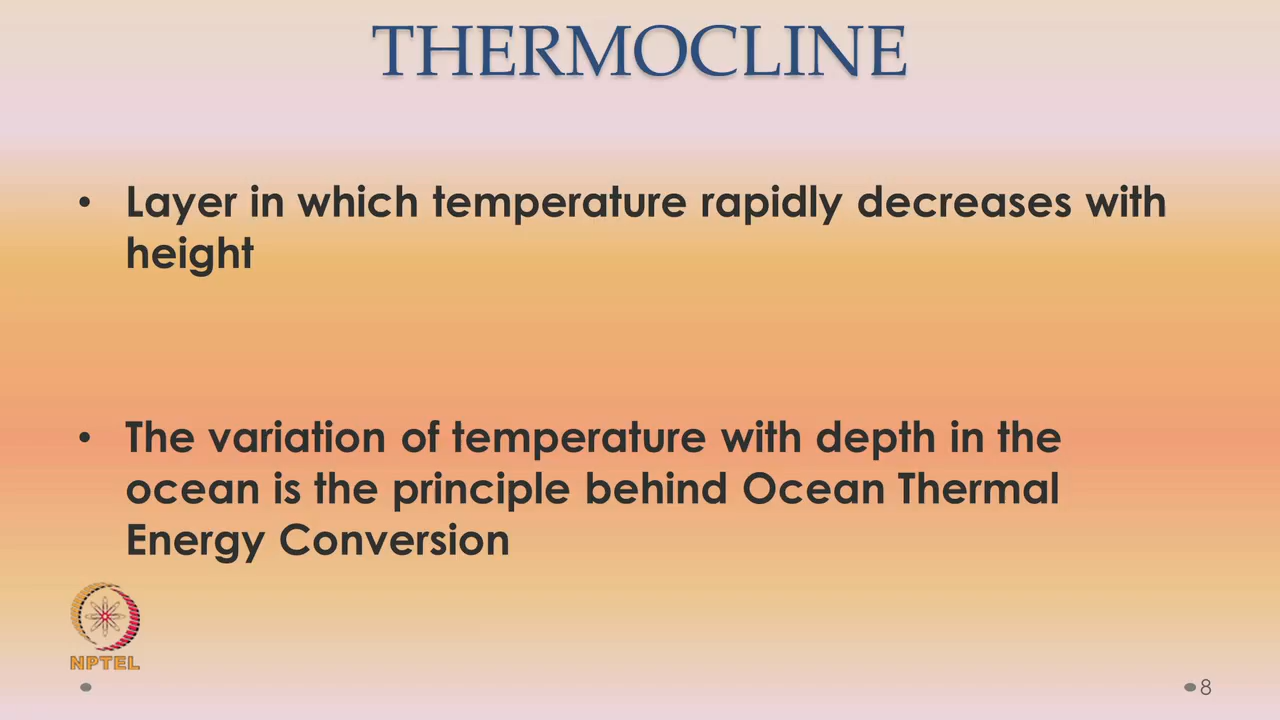 THERMOCLINE
• Layer in which temperature rapidly decreases with
height
• The variation of temperature with depth in the
ocean is the principle behind Ocean Thermal
Energy Conversion
NPTEL
8